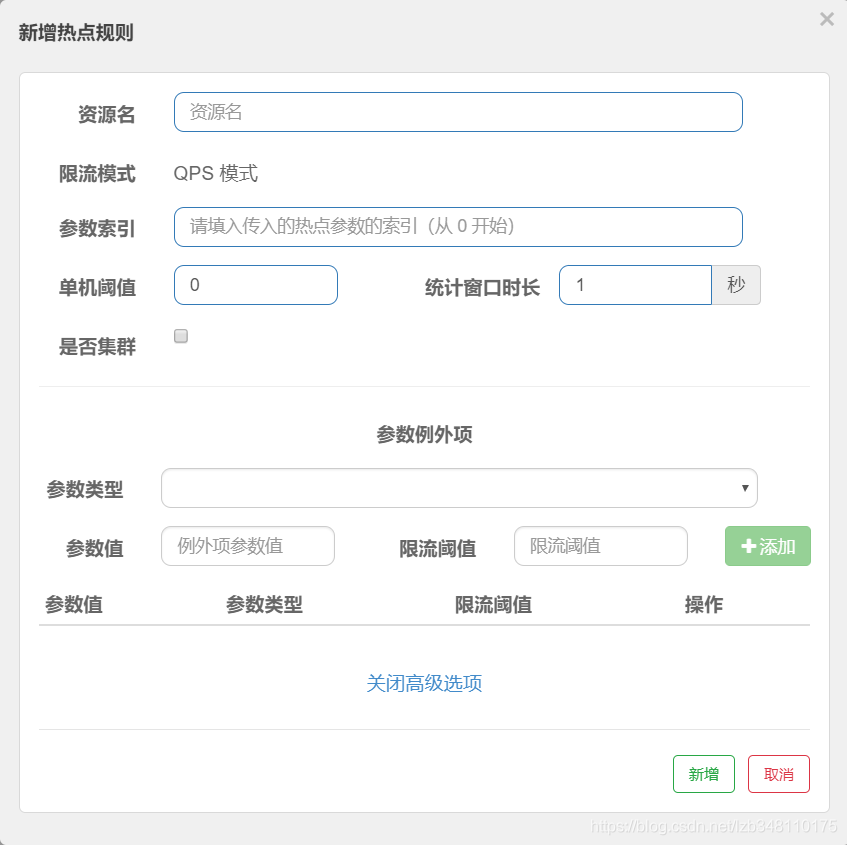 新增热点规则 ×
资源名 资源名
限流模式 QPS 模式
参数索引 请填入传入的热点参数的索引（从 0 开始）
单机阈值 0 统计窗口时长 1 秒
是否集群
参数例外项
参数类型
参数值 例外项参数值 限流阈值 限流阈值 +添加
参数值 参数类型 限流阈值 操作
关闭高级选项
新增 取消
https://blog.csdn.net/lzb348110175